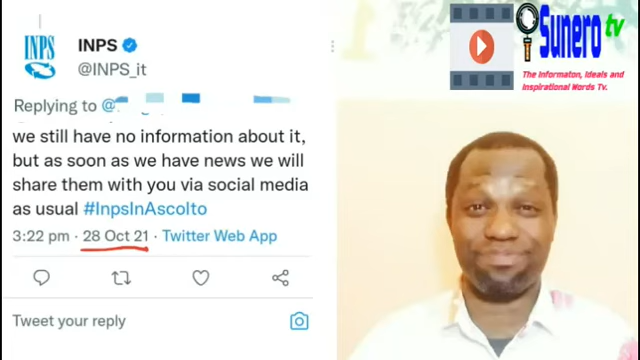 INPS
INPS
@INPS_it
Replying to @
we still have no information about it,
but as soon as we have news we will
share them with you via social media
as usual #InpsInAscolto
3:22 pm · 28 Oct 21 · Twitter Web App
Tweet your reply
Sunero tv
The Informaton, Ideals and
Inspirational Words Tv.